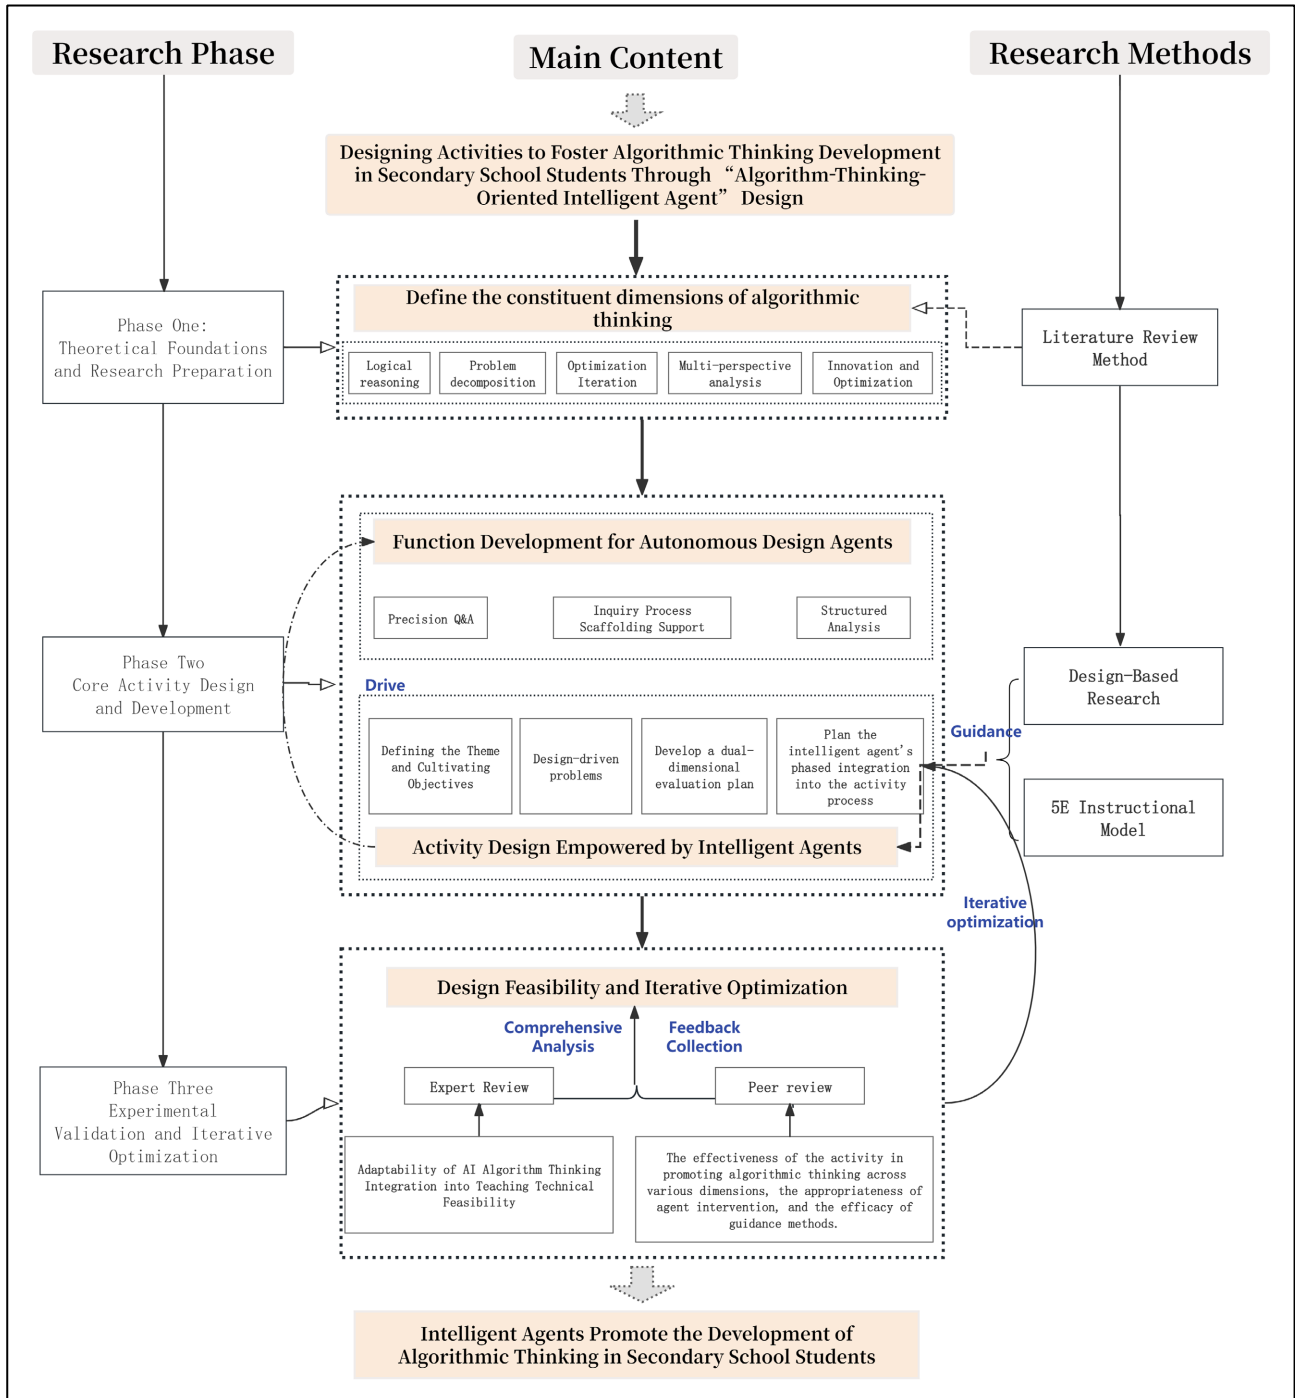 Research Phase
Main Content
Research Methods
Designing Activities to Foster Algorithmic Thinking Development
in Secondary School Students Through “Algorithm-Thinking-
Oriented Intelligent Agent” Design
Define the constituent dimensions of algorithmic
thinking
Phase One:
Theoretical Foundations
and Research Preparation
Literature Review
Method
Logical
reasoning
Problem
decomposition
Optimization
Iteration
Multi-perspective
analysis
Innovation and
Optimization
Function Development for Autonomous Design Agents
Precision Q&A
Inquiry Process
Scaffolding Support
Structured
Analysis
Phase Two
Core Activity Design
and Development
Drive
Design-Based
Research
Guidance
Defining the Theme
and Cultivating
Objectives
Design-driven
problems
Develop a dual-
dimensional
evaluation plan
Plan the
intelligent agent's
phased integration
into the activity
process
5E Instructional
Model
Activity Design Empowered by Intelligent Agents
Iterative
optimization
Design Feasibility and Iterative Optimization
Comprehensive
Analysis
Feedback
Collection
Phase Three
Experimental
Validation and Iterative
Optimization
Expert Review
Peer review
Adaptability of AI Algorithm Thinking
Integration into Teaching Technical
Feasibility
The effectiveness of the activity in
promoting algorithmic thinking across
various dimensions, the appropriateness of
agent intervention, and the efficacy of
guidance methods.
Intelligent Agents Promote the Development of
Algorithmic Thinking in Secondary School Students